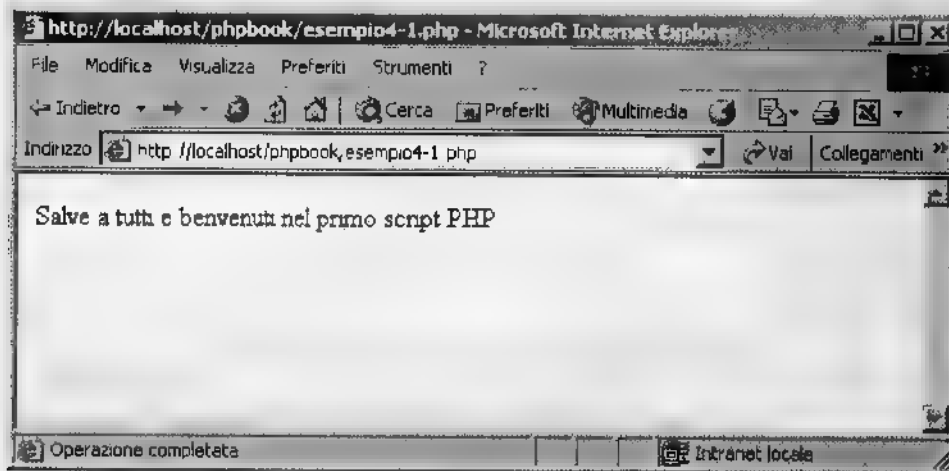 http://localhost/phpbook/esempio4-1.php - Microsoft Internet Explorer
File Modifica Visualizza Preferiti Strumenti ?
Indietro Cerca Preferiti Multimedia
Indirizzo http://localhost/phpbook/esempio4-1.php Vai Collegamenti »
Salve a tutti e benvenuti nel primo script PHP
Operazione completata Intranet locale